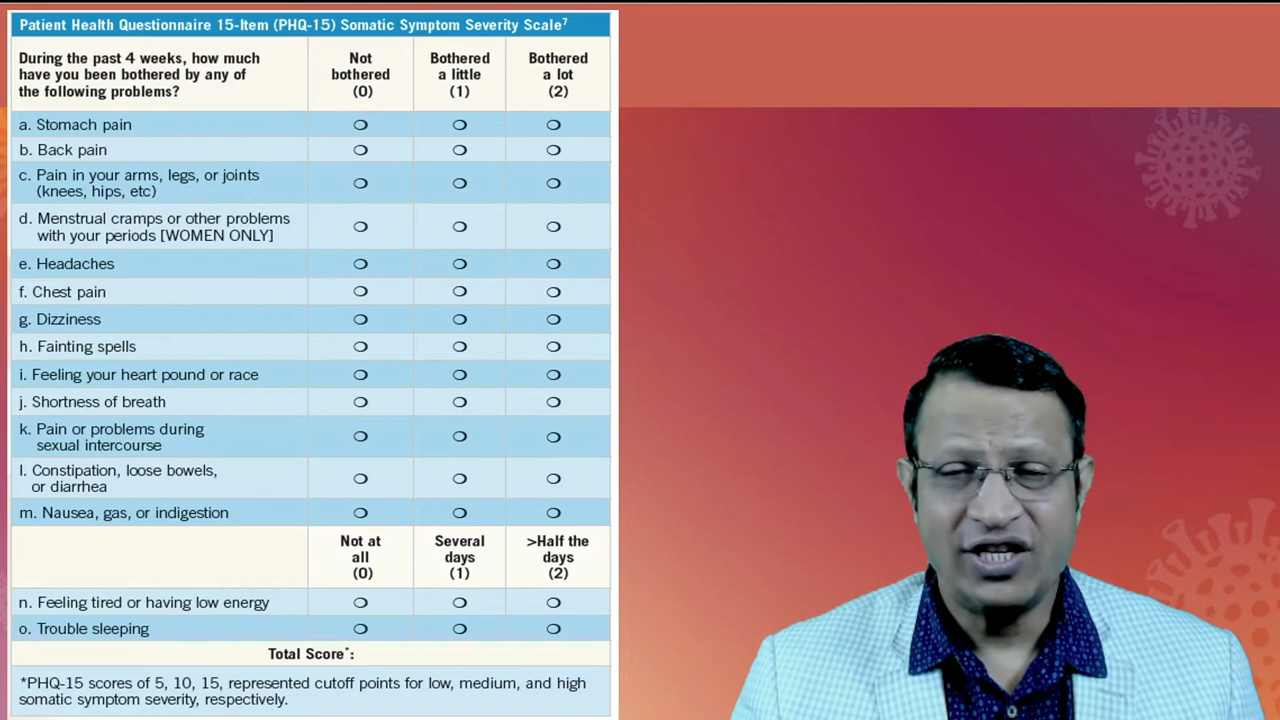 Patient Health Questionnaire 15-Item (PHQ-15) Somatic Symptom Severity Scale7
During the past 4 weeks, how much
have you been bothered by any of
the following problems?
Not
bothered
(0)
Bothered
a little
(1)
Bothered
a lot
(2)
a. Stomach pain
b. Back pain
c. Pain in your arms, legs, or joints
(knees, hips, etc)
d. Menstrual cramps or other problems
with your periods [WOMEN ONLY]
e. Headaches
f. Chest pain
g. Dizziness
h. Fainting spells
i. Feeling your heart pound or race
j. Shortness of breath
k. Pain or problems during
sexual intercourse
l. Constipation, loose bowels,
or diarrhea
m. Nausea, gas, or indigestion
Not at
all
(0)
Several
days
(1)
>Half the
days
(2)
n. Feeling tired or having low energy
o. Trouble sleeping
Total Score*:
*PHQ-15 scores of 5, 10, 15, represented cutoff points for low, medium, and high
somatic symptom severity, respectively.